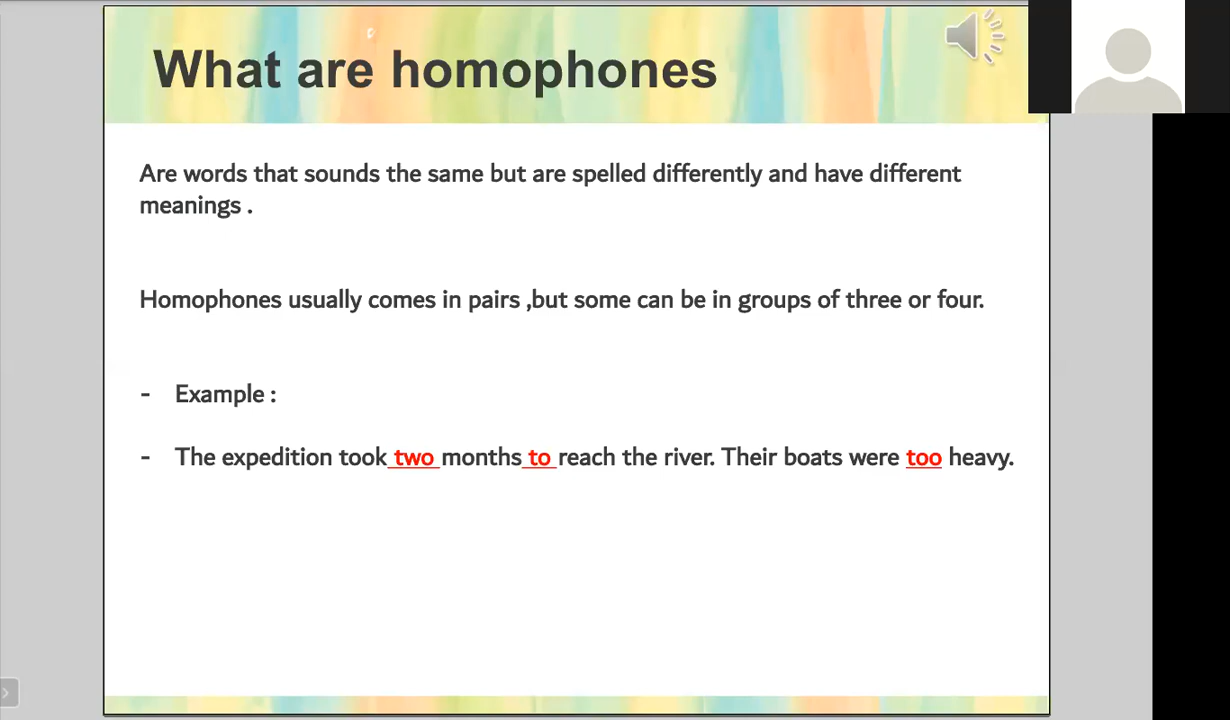 What are homophones
Are words that sounds the same but are spelled differently and have different
meanings .
Homophones usually comes in pairs ,but some can be in groups of three or four.
- Example :
- The expedition took two months to reach the river. Their boats were too heavy.